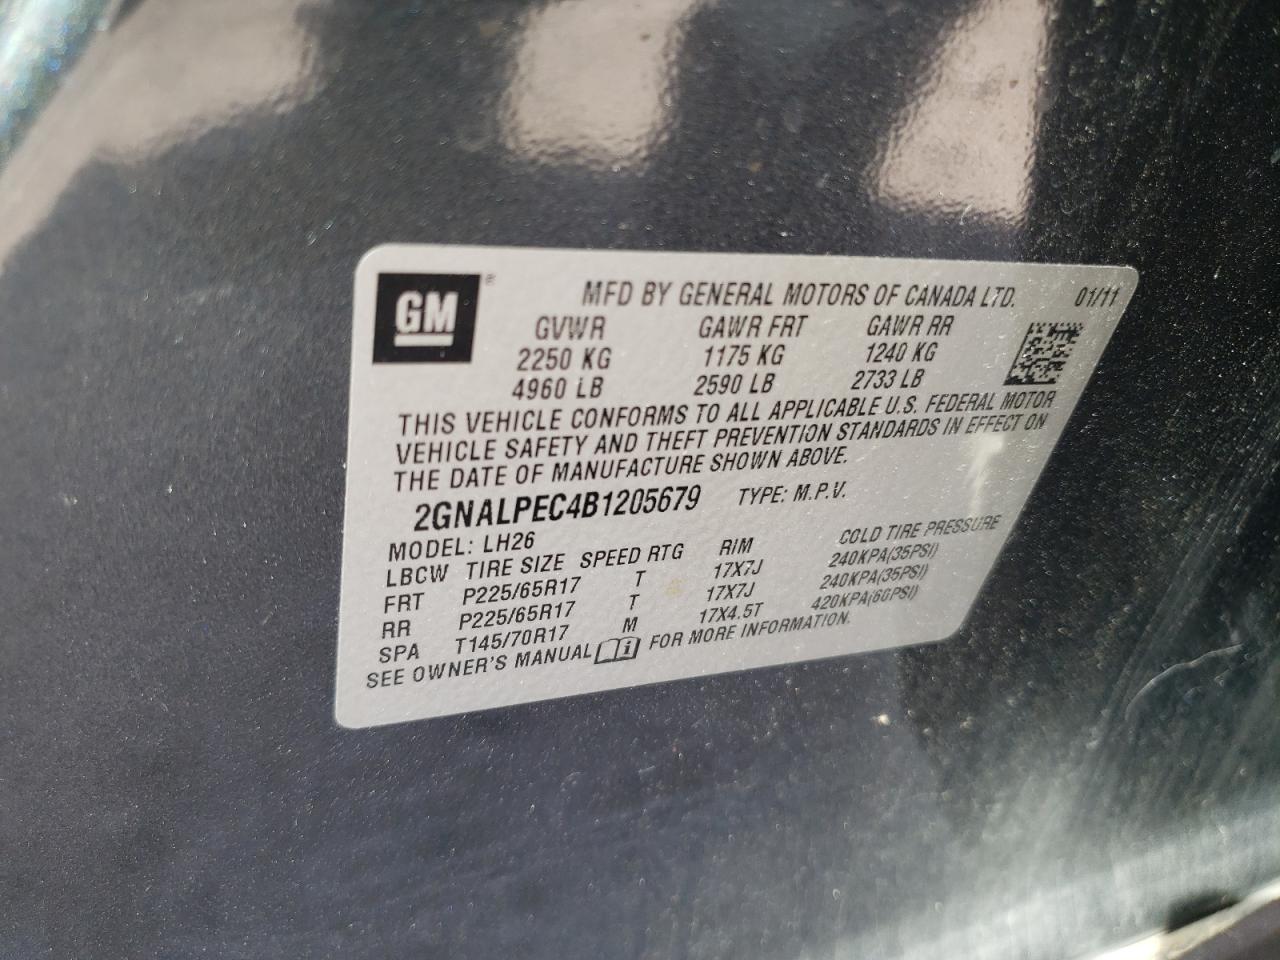 GM ® MFD BY GENERAL MOTORS OF CANADA LTD. 01/11
GVWR GAWR FRT GAWR RR
2250 KG 1175 KG 1240 KG
4960 LB 2590 LB 2733 LB
THIS VEHICLE CONFORMS TO ALL APPLICABLE U.S. FEDERAL MOTOR
VEHICLE SAFETY AND THEFT PREVENTION STANDARDS IN EFFECT ON
THE DATE OF MANUFACTURE SHOWN ABOVE.
2GNALPEC4B1205679 TYPE: M.P.V.
MODEL: LH26
LBCW TIRE SIZE SPEED RTG RIM COLD TIRE PRESSURE
FRT P225/65R17 T 17X7J 240KPA(35PSI)
RR P225/65R17 T 17X7J 240KPA(35PSI)
SPA T145/70R17 M 17X4.5T 420KPA(60PSI)
SEE OWNER'S MANUAL i FOR MORE INFORMATION.